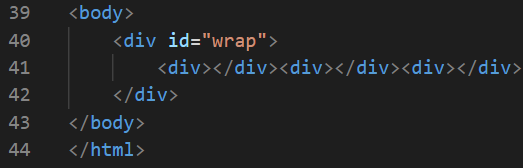 39 <body>
40 <div id="wrap">
41 <div></div><div></div><div></div>
42 </div>
43 </body>
44 </html>